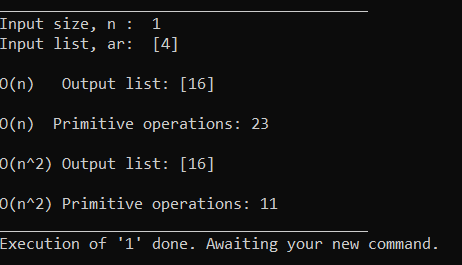 Input size, n :  1
Input list, ar:  [4]
O(n)   Output list: [16]
O(n)  Primitive operations: 23
O(n^2) Output list: [16]
O(n^2) Primitive operations: 11
Execution of '1' done. Awaiting your new command.